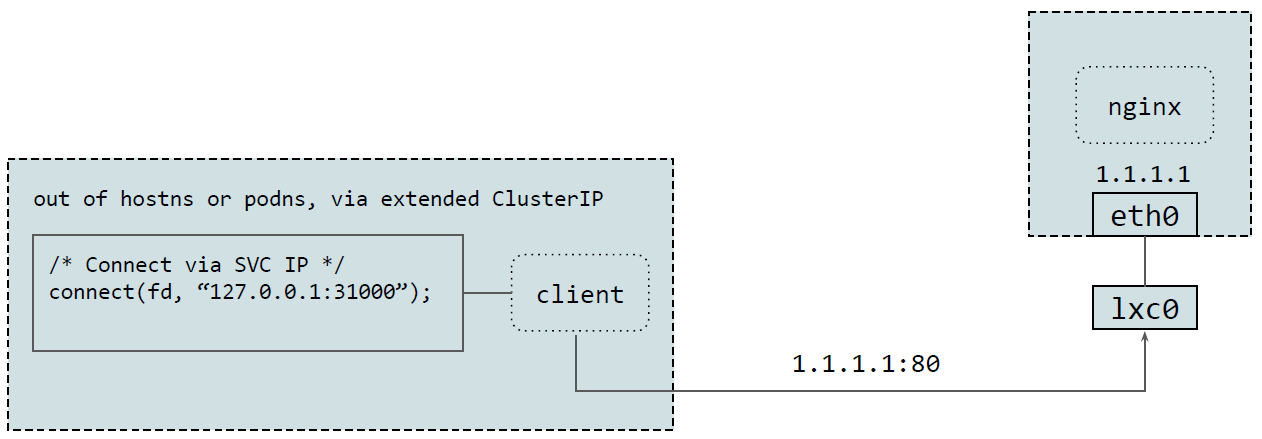 out of hostns or podns, via extended ClusterIP
/* Connect via SVC IP */
connect(fd, “127.0.0.1:31000”);
client
1.1.1.1:80
nginx
1.1.1.1
eth0
lxc0